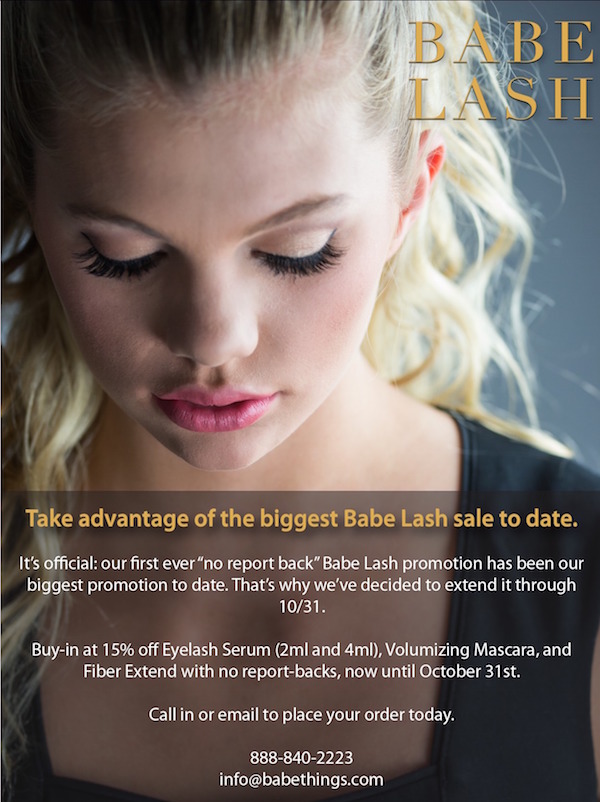 BABE
LASH
Take advantage of the biggest Babe Lash sale to date.
It's official: our first ever "no report back" Babe Lash promotion has been our
biggest promotion to date. That's why we've decided to extend it through
10/31.
Buy-in at 15% off Eyelash Serum (2ml and 4ml), Volumizing Mascara, and
Fiber Extend with no report-backs, now until October 31st.
Call in or email to place your order today.
888-840-2223
info@babethings.com